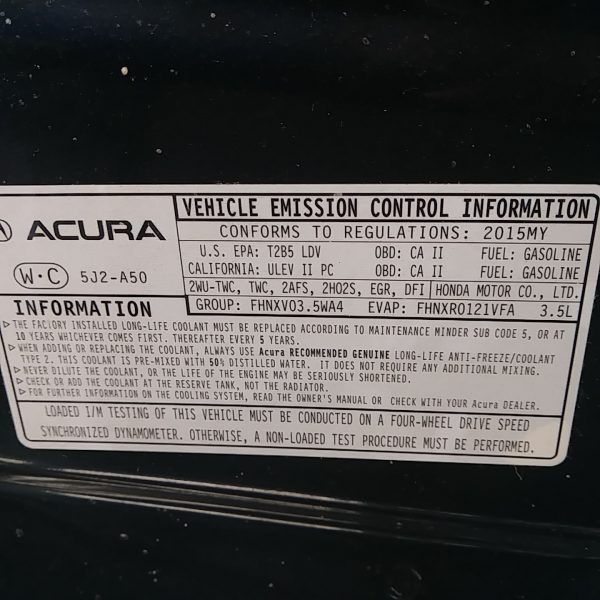 ACURA
VEHICLE EMISSION CONTROL INFORMATION
CONFORMS TO REGULATIONS: 2015MY
U.S. EPA: T2B5 LDV OBD: CA II FUEL: GASOLINE
CALIFORNIA: ULEV II PC OBD: CA II FUEL: GASOLINE
W·C 5J2-A50
2WU-TWC, TWC, 2AFS, 2HO2S, EGR, DFI HONDA MOTOR CO., LTD.
GROUP: FHNXV03.5WA4 EVAP: FHNXR0121VFA 3.5L
INFORMATION
▷THE FACTORY INSTALLED LONG-LIFE COOLANT MUST BE REPLACED ACCORDING TO MAINTENANCE MINDER SUB CODE 5, OR AT
10 YEARS WHICHEVER COMES FIRST. THEREAFTER EVERY 5 YEARS.
▷WHEN ADDING OR REPLACING THE COOLANT, ALWAYS USE Acura RECOMMENDED GENUINE LONG-LIFE ANTI-FREEZE/COOLANT
TYPE 2. THIS COOLANT IS PRE-MIXED WITH 50% DISTILLED WATER. IT DOES NOT REQUIRE ANY ADDITIONAL MIXING.
▷NEVER DILUTE THE COOLANT, OR THE LIFE OF THE ENGINE MAY BE SERIOUSLY SHORTENED.
▷CHECK OR ADD THE COOLANT AT THE RESERVE TANK, NOT THE RADIATOR.
▷FOR FURTHER INFORMATION ON THE COOLING SYSTEM, READ THE OWNER'S MANUAL OR CHECK WITH YOUR Acura DEALER.
LOADED I/M TESTING OF THIS VEHICLE MUST BE CONDUCTED ON A FOUR-WHEEL DRIVE SPEED
SYNCHRONIZED DYNAMOMETER. OTHERWISE, A NON-LOADED TEST PROCEDURE MUST BE PERFORMED.